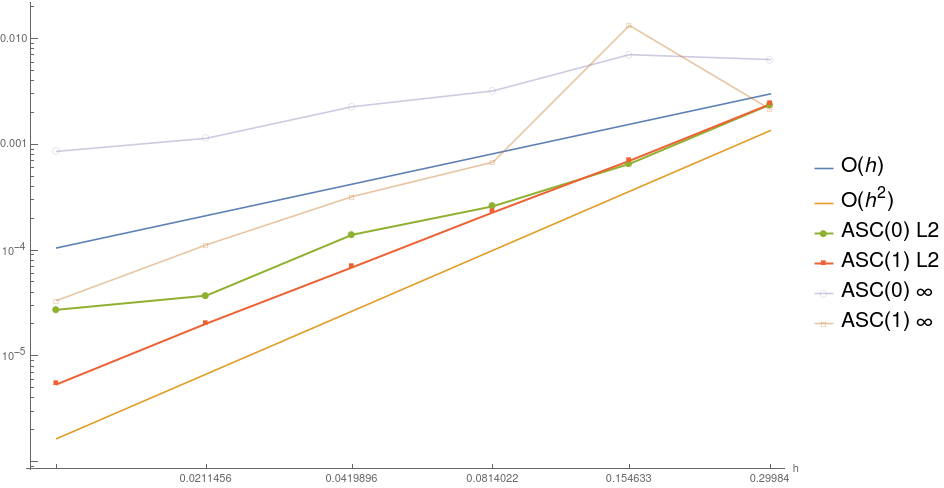 0.010
0.001
10⁻⁴
10⁻⁵
0.0211456
0.0419896
0.0814022
0.154633
0.29984
h
O(h)
O(h²)
ASC(0) L2
ASC(1) L2
ASC(0) ∞
ASC(1) ∞